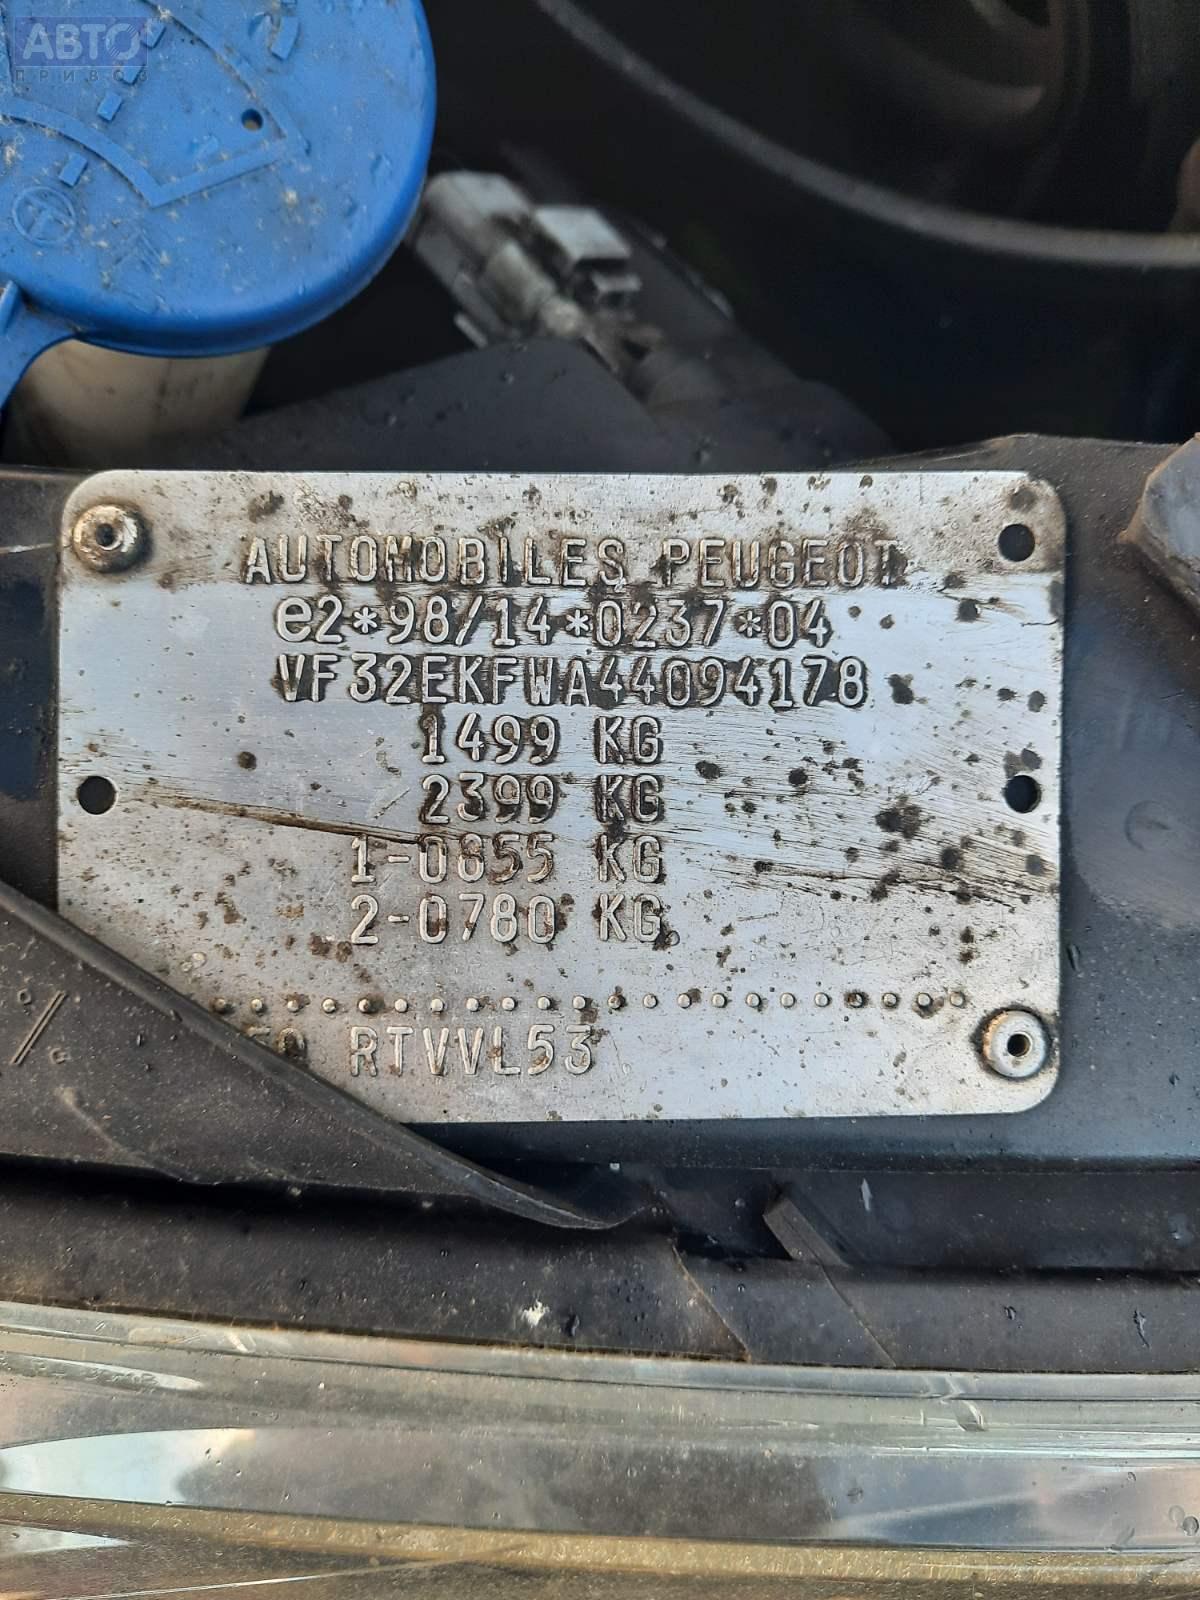 АВТО
ПРИВОЗ
AUTOMOBILES PEUGEOT
e2*98/14*0237*04
VF32EKFWA44094178
1499 KG
2399 KG
1-0855 KG
2-0780 KG
RTVVL53